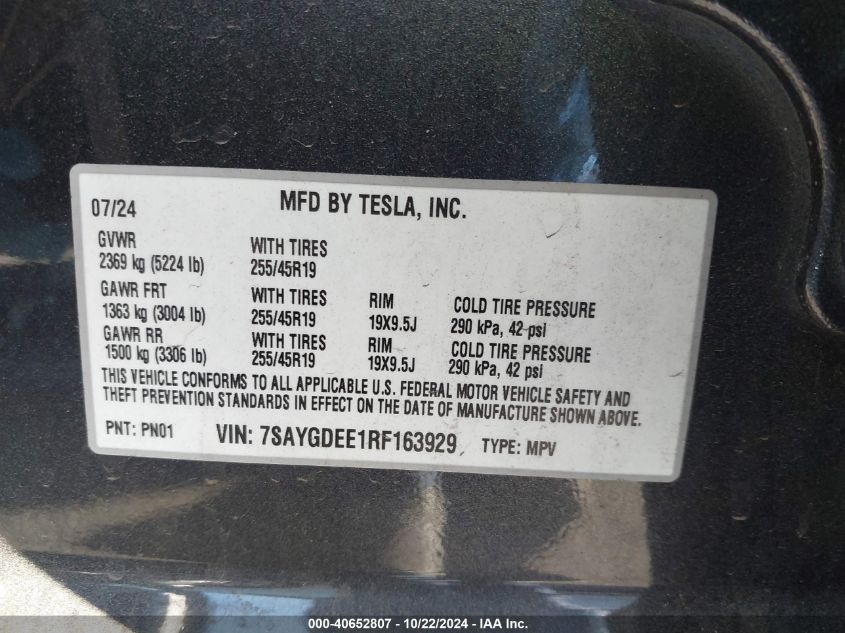 07/24 MFD BY TESLA, INC.
GVWR WITH TIRES
2369 kg (5224 lb) 255/45R19
GAWR FRT WITH TIRES RIM COLD TIRE PRESSURE
1363 kg (3004 lb) 255/45R19 19X9.5J 290 kPa, 42 psi
GAWR RR WITH TIRES RIM COLD TIRE PRESSURE
1500 kg (3306 lb) 255/45R19 19X9.5J 290 kPa, 42 psi
THIS VEHICLE CONFORMS TO ALL APPLICABLE U.S. FEDERAL MOTOR VEHICLE SAFETY AND
THEFT PREVENTION STANDARDS IN EFFECT ON THE DATE OF MANUFACTURE SHOWN ABOVE.
PNT: PN01 VIN: 7SAYGDEE1RF163929 TYPE: MPV
000-40652807 - 10/22/2024 - IAA Inc.